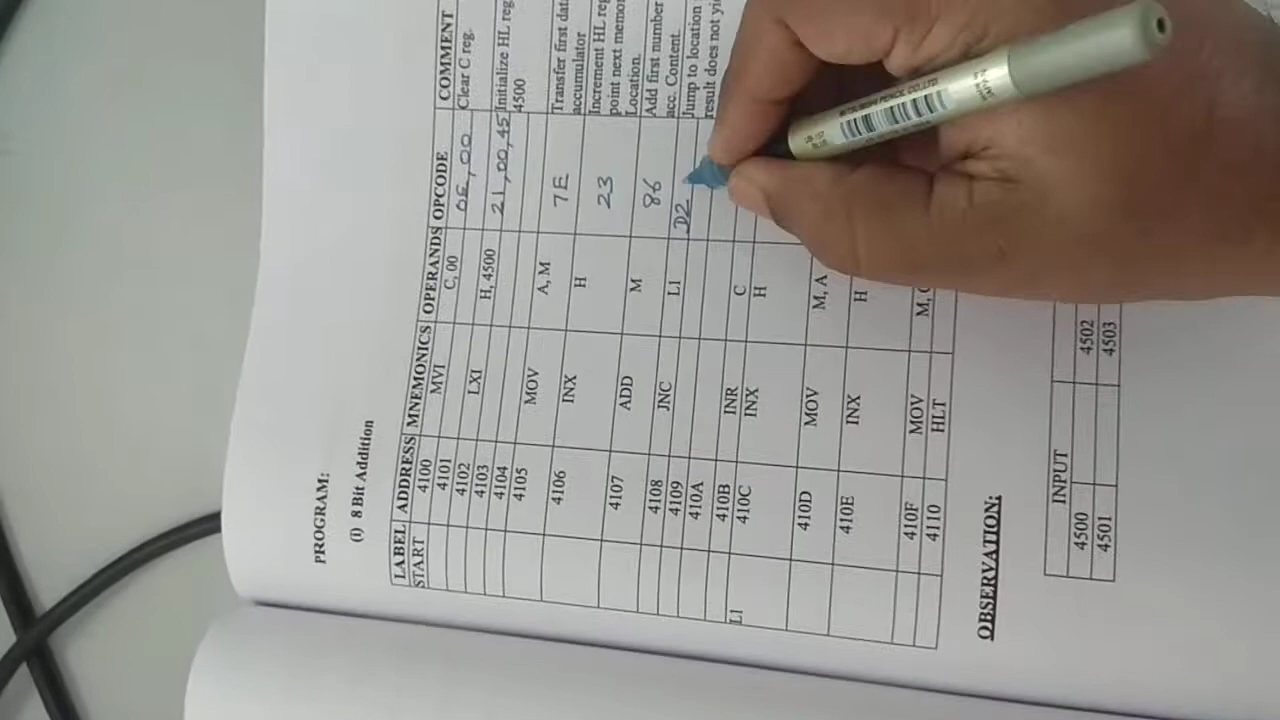 PROGRAM:
(i) 8 Bit Addition
LABEL ADDRESS MNEMONICS OPERANDS OPCODE COMMENT
START 4100 MVI C, 00 0E, 00 Clear C reg.
4101
4102 LXI H, 4500 21, 00, 45 Initialize HL reg
4103 4500
4104
4105 MOV A, M 7E Transfer first dat
accumulator
4106 INX H 23 Increment HL reg
point next memor
Location.
4107 ADD M 86 Add first number
acc. Content.
4108 JNC L1 D2 Jump to location
4109 result does not yi
410A
410B INR C
L1 410C INX H
410D MOV M, A
410E INX H
410F MOV M,
4110 HLT
OBSERVATION:
INPUT
4500 4502
4501 4503